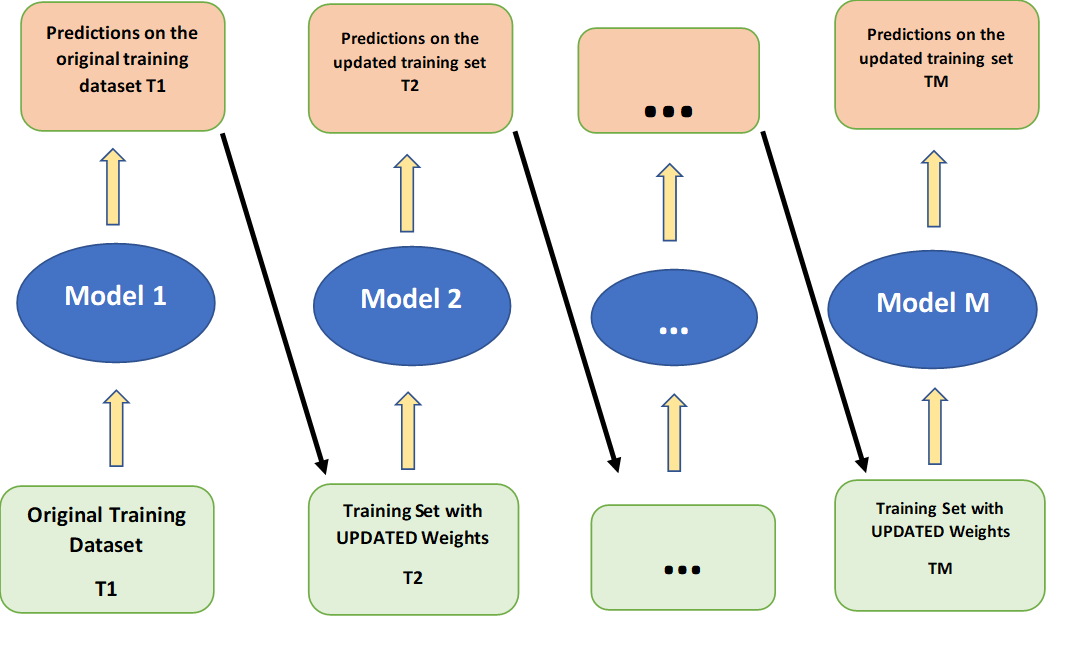 Predictions on the
original training
dataset T1
Predictions on the
updated training set
T2
...
Predictions on the
updated training set
TM
Model 1
Model 2
...
Model M
Original Training
Dataset
T1
Training Set with
UPDATED Weights
T2
...
Training Set with
UPDATED Weights
TM